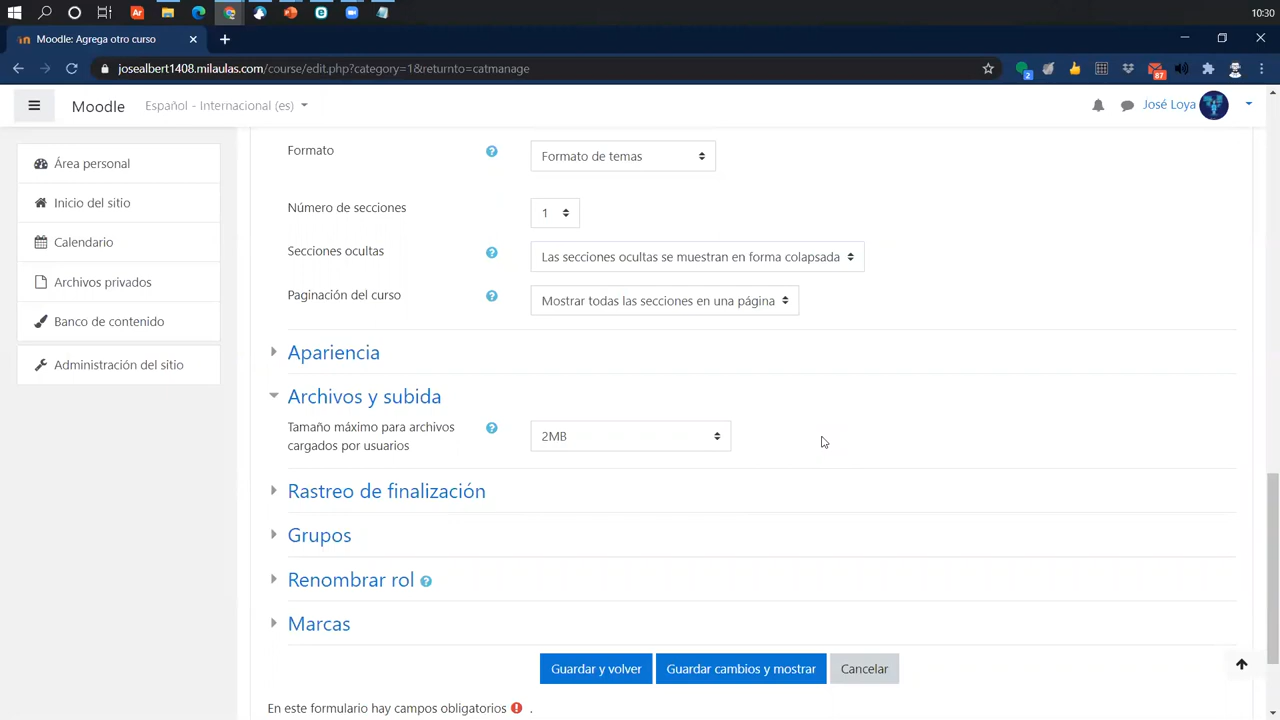 10:30
Moodle: Agrega otro curso
josealbert1408.milaulas.com/course/edit.php?category=1&returnto=catmanage
2
87
Moodle
Español - Internacional (es)
José Loya
Área personal
Inicio del sitio
Calendario
Archivos privados
Banco de contenido
Administración del sitio
Formato
Formato de temas
Número de secciones
1
Secciones ocultas
Las secciones ocultas se muestran en forma colapsada
Paginación del curso
Mostrar todas las secciones en una página
Apariencia
Archivos y subida
Tamaño máximo para archivos
cargados por usuarios
2MB
Rastreo de finalización
Grupos
Renombrar rol
Marcas
Guardar y volver
Guardar cambios y mostrar
Cancelar
En este formulario hay campos obligatorios .